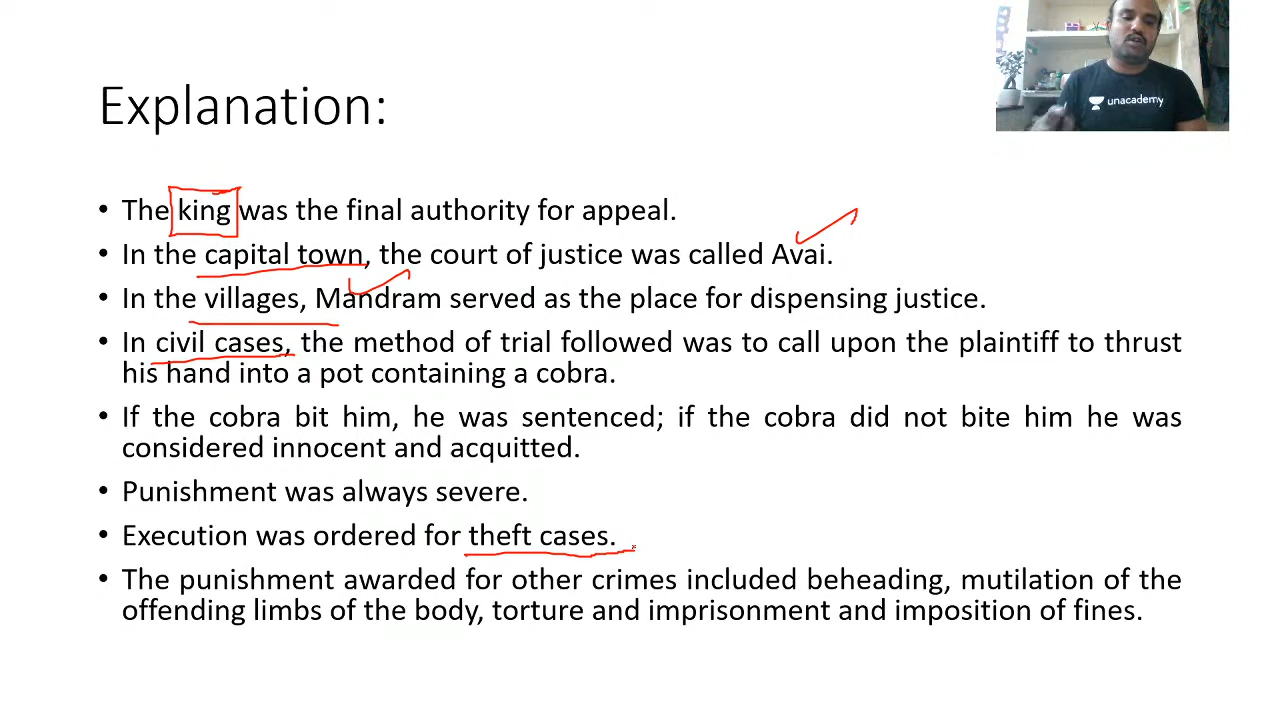 unacademy
Explanation:
• The king was the final authority for appeal.
• In the capital town, the court of justice was called Avai.
• In the villages, Mandram served as the place for dispensing justice.
• In civil cases, the method of trial followed was to call upon the plaintiff to thrust
his hand into a pot containing a cobra.
• If the cobra bit him, he was sentenced; if the cobra did not bite him he was
considered innocent and acquitted.
• Punishment was always severe.
• Execution was ordered for theft cases.
• The punishment awarded for other crimes included beheading, mutilation of the
offending limbs of the body, torture and imprisonment and imposition of fines.